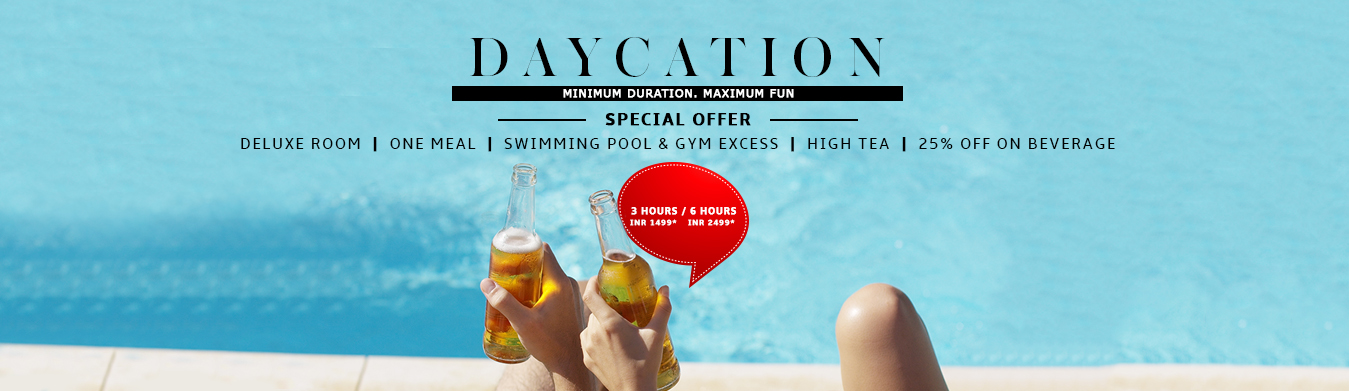 DAYCATION
MINIMUM DURATION. MAXIMUM FUN
SPECIAL OFFER
DELUXE ROOM | ONE MEAL | SWIMMING POOL & GYM EXCESS | HIGH TEA | 25% OFF ON BEVERAGE
3 HOURS / 6 HOURS
INR 1499* INR 2499*